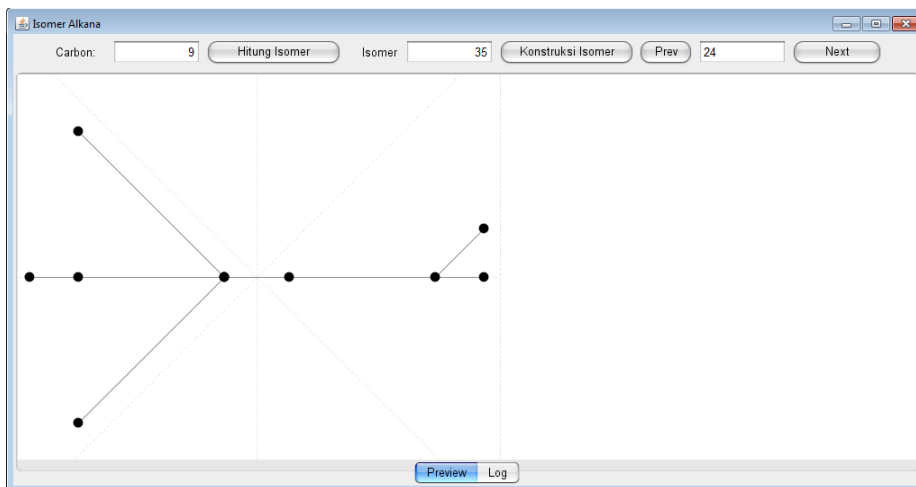 Isomer Alkana
Carbon: 9 Hitung Isomer Isomer 35 Konstruksi Isomer Prev 24 Next
Preview Log